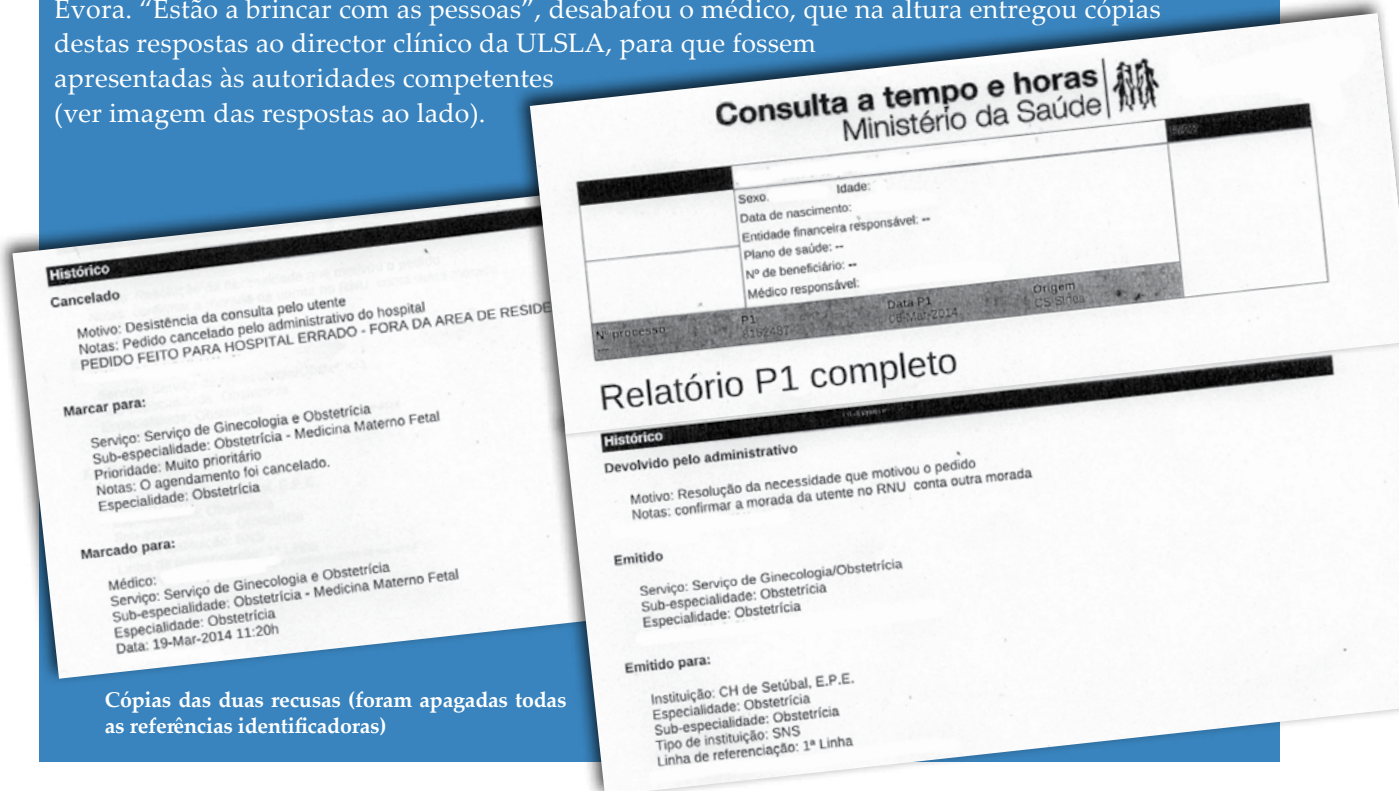 Évora. “Estão a brincar com as pessoas”, desabafou o médico, que na altura entregou cópias
destas respostas ao director clínico da ULSLA, para que fossem
apresentadas às autoridades competentes
(ver imagem das respostas ao lado).
Histórico
Cancelado
Motivo: Desistência da consulta pelo utente
Notas: Pedido cancelado pelo administrativo do hospital
PEDIDO FEITO PARA HOSPITAL ERRADO - FORA DA AREA DE RESIDE
Marcar para:
Serviço: Serviço de Ginecologia e Obstetrícia
Sub-especialidade: Obstetrícia - Medicina Materno Fetal
Prioridade: Muito prioritário
Notas: O agendamento foi cancelado.
Especialidade: Obstetrícia
Marcado para:
Médico:
Serviço: Serviço de Ginecologia e Obstetrícia
Sub-especialidade: Obstetrícia - Medicina Materno Fetal
Especialidade: Obstetrícia
Data: 19-Mar-2014 11:20h
Cópias das duas recusas (foram apagadas todas
as referências identificadoras)
Consulta a tempo e horas
Ministério da Saúde
Sexo. Idade:
Data de nascimento:
Entidade financeira responsável: --
Plano de saúde: --
Nº de beneficiário: --
Médico responsável:
Nº processo P1 Data P1 Origem
-Mar-2014 CS Sines
Relatório P1 completo
Histórico
Devolvido pelo administrativo
Motivo: Resolução da necessidade que motivou o pedido
Notas: confirmar a morada da utente no RNU conta outra morada
Emitido
Serviço: Serviço de Ginecologia/Obstetrícia
Sub-especialidade: Obstetrícia
Especialidade: Obstetrícia
Emitido para:
Instituição: CH de Setúbal, E.P.E.
Especialidade: Obstetrícia
Sub-especialidade: Obstetrícia
Tipo de instituição: SNS
Linha de referenciação: 1ª Linha